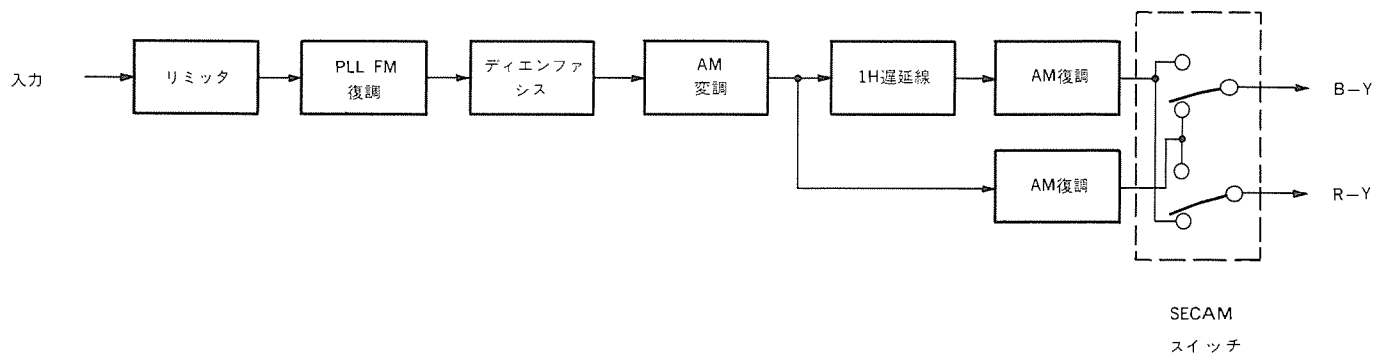 入力
リミッタ
PLL FM
復調
ディエンファ
シス
AM
変調
1H遅延線
AM復調
AM復調
B−Y
R−Y
SECAM
スイッチ